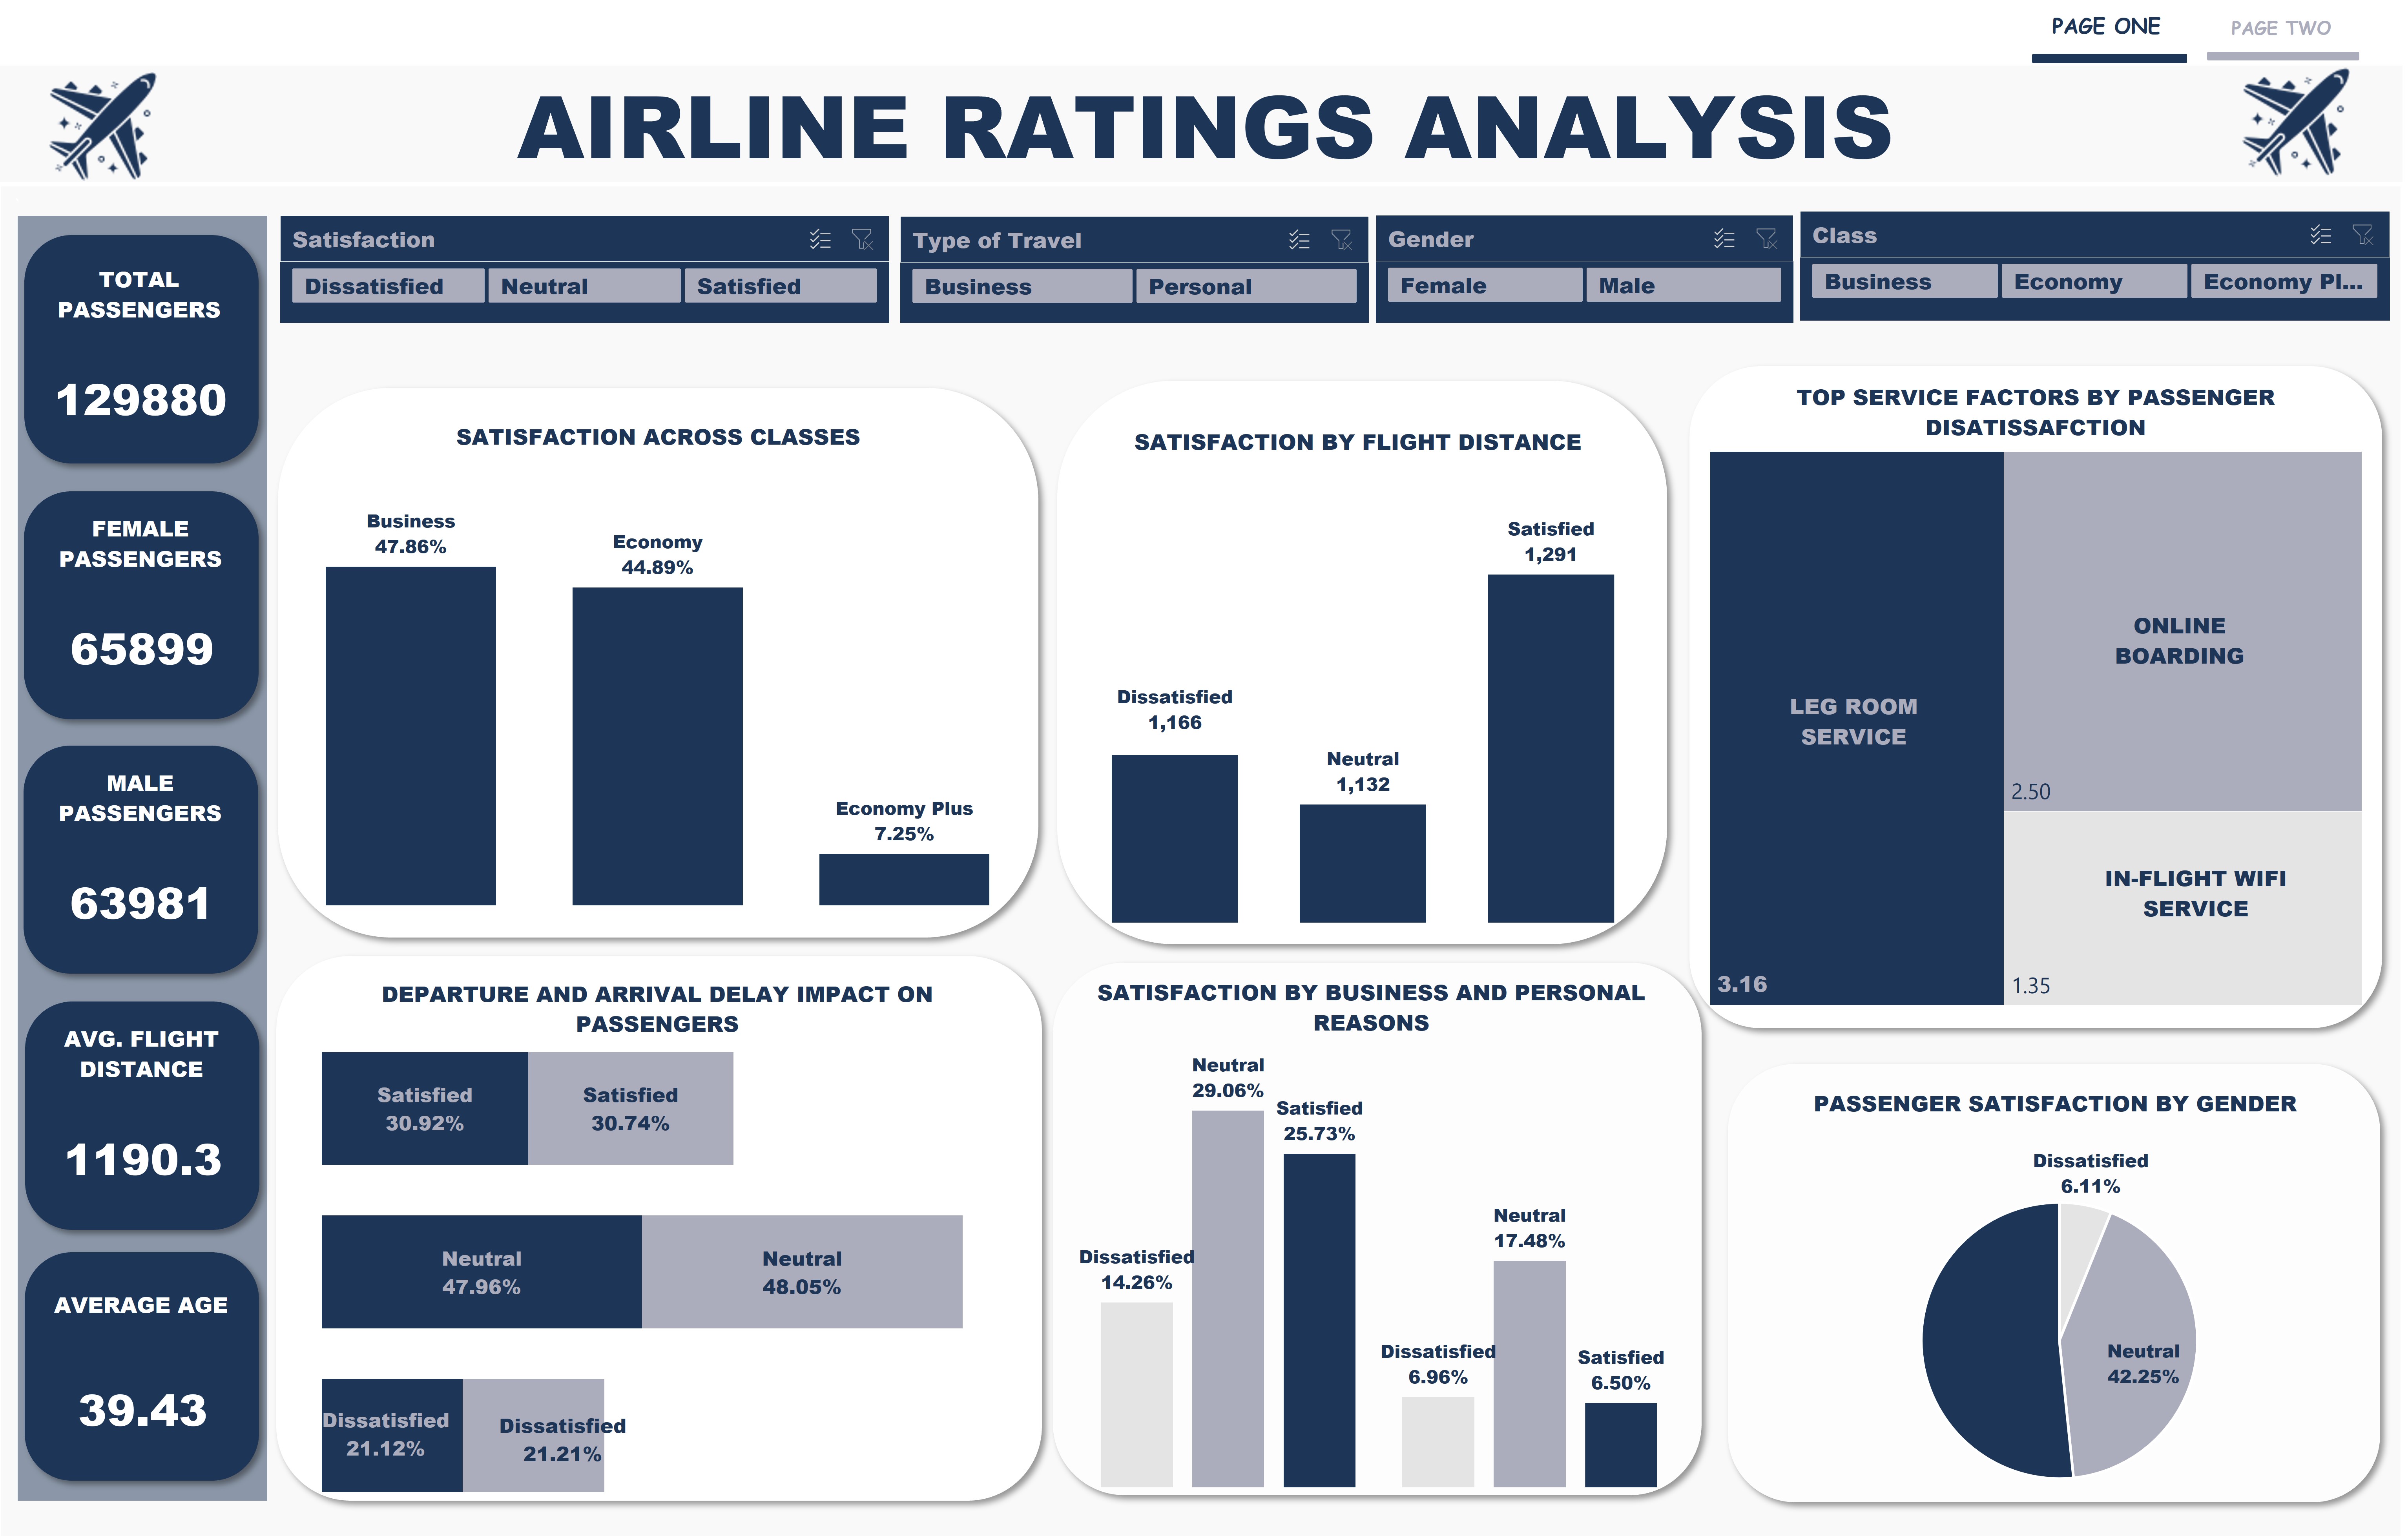 PAGE ONE
PAGE TWO
AIRLINE RATINGS ANALYSIS
TOTAL
PASSENGERS
129880
FEMALE
PASSENGERS
65899
MALE
PASSENGERS
63981
AVG. FLIGHT
DISTANCE
1190.3
AVERAGE AGE
39.43
Satisfaction
Dissatisfied
Neutral
Satisfied
Type of Travel
Business
Personal
Gender
Female
Male
Class
Business
Economy
Economy Pl...
SATISFACTION ACROSS CLASSES
Business
47.86%
Economy
44.89%
Economy Plus
7.25%
SATISFACTION BY FLIGHT DISTANCE
Dissatisfied
1,166
Neutral
1,132
Satisfied
1,291
TOP SERVICE FACTORS BY PASSENGER
DISATISSAFCTION
LEG ROOM
SERVICE
3.16
ONLINE
BOARDING
2.50
IN-FLIGHT WIFI
SERVICE
1.35
DEPARTURE AND ARRIVAL DELAY IMPACT ON
PASSENGERS
Satisfied
30.92%
Satisfied
30.74%
Neutral
47.96%
Neutral
48.05%
Dissatisfied
21.12%
Dissatisfied
21.21%
SATISFACTION BY BUSINESS AND PERSONAL
REASONS
Dissatisfied
14.26%
Neutral
29.06%
Satisfied
25.73%
Dissatisfied
6.96%
Neutral
17.48%
Satisfied
6.50%
PASSENGER SATISFACTION BY GENDER
Dissatisfied
6.11%
Neutral
42.25%